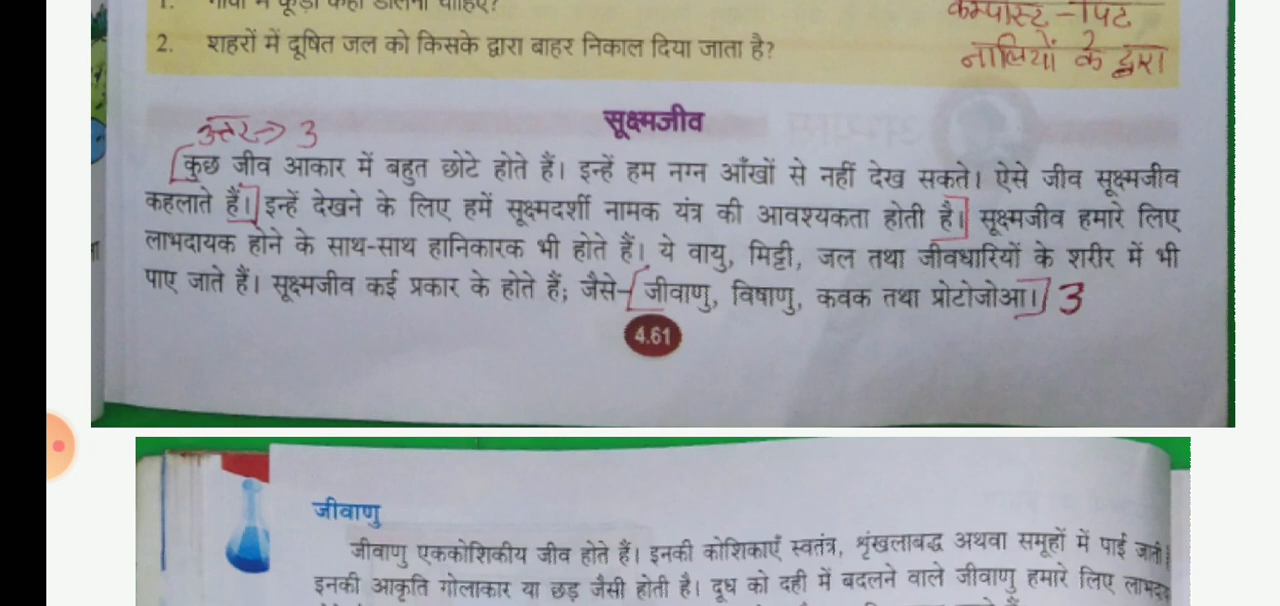 1. गाँवों में कूड़ा कहाँ डालना चाहिए?
कम्पोस्ट - पिट
2. शहरों में दूषित जल को किसके द्वारा बाहर निकाल दिया जाता है?
नालियों के द्वारा
सूक्ष्मजीव
उत्तर→ 3
कुछ जीव आकार में बहुत छोटे होते हैं। इन्हें हम नग्न आँखों से नहीं देख सकते। ऐसे जीव सूक्ष्मजीव
कहलाते हैं। इन्हें देखने के लिए हमें सूक्ष्मदर्शी नामक यंत्र की आवश्यकता होती है। सूक्ष्मजीव हमारे लिए
लाभदायक होने के साथ-साथ हानिकारक भी होते हैं। ये वायु, मिट्टी, जल तथा जीवधारियों के शरीर में भी
पाए जाते हैं। सूक्ष्मजीव कई प्रकार के होते हैं; जैसे- जीवाणु, विषाणु, कवक तथा प्रोटोजोआ। 3
4.61
जीवाणु
जीवाणु एककोशिकीय जीव होते हैं। इनकी कोशिकाएँ स्वतंत्र, शृंखलाबद्ध अथवा समूहों में पाई जाती
इनकी आकृति गोलाकार या छड़ जैसी होती है। दूध को दही में बदलने वाले जीवाणु हमारे लिए